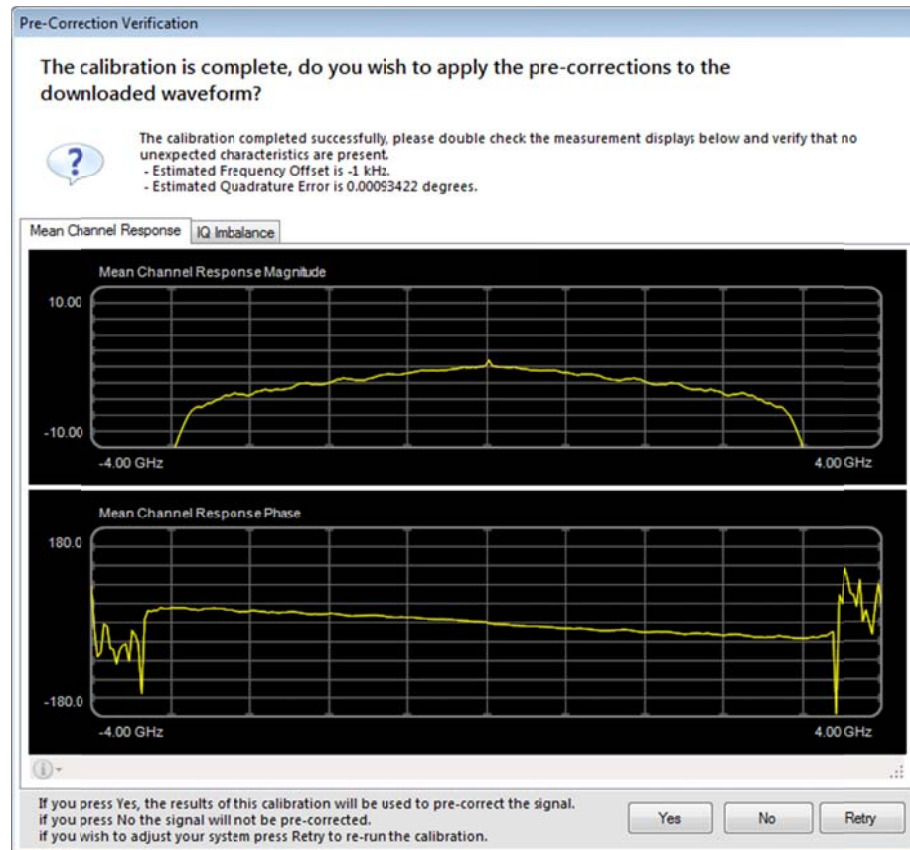 Pre-Correction Verification
The calibration is complete, do you wish to apply the pre-corrections to the
downloaded waveform?
The calibration completed successfully, please double check the measurement displays below and verify that no
unexpected characteristics are present.
- Estimated Frequency Offset is -1 kHz.
- Estimated Quadrature Error is 0.00093422 degrees.
Mean Channel Response IQ Imbalance
Mean Channel Response Magnitude
10.00
-10.00
-4.00 GHz 4.00 GHz
Mean Channel Response Phase
180.0
-180.0
-4.00 GHz 4.00 GHz
If you press Yes, the results of this calibration will be used to pre-correct the signal.
if you press No the signal will not be pre-corrected.
if you wish to adjust your system press Retry to re-run the calibration.
Yes No Retry